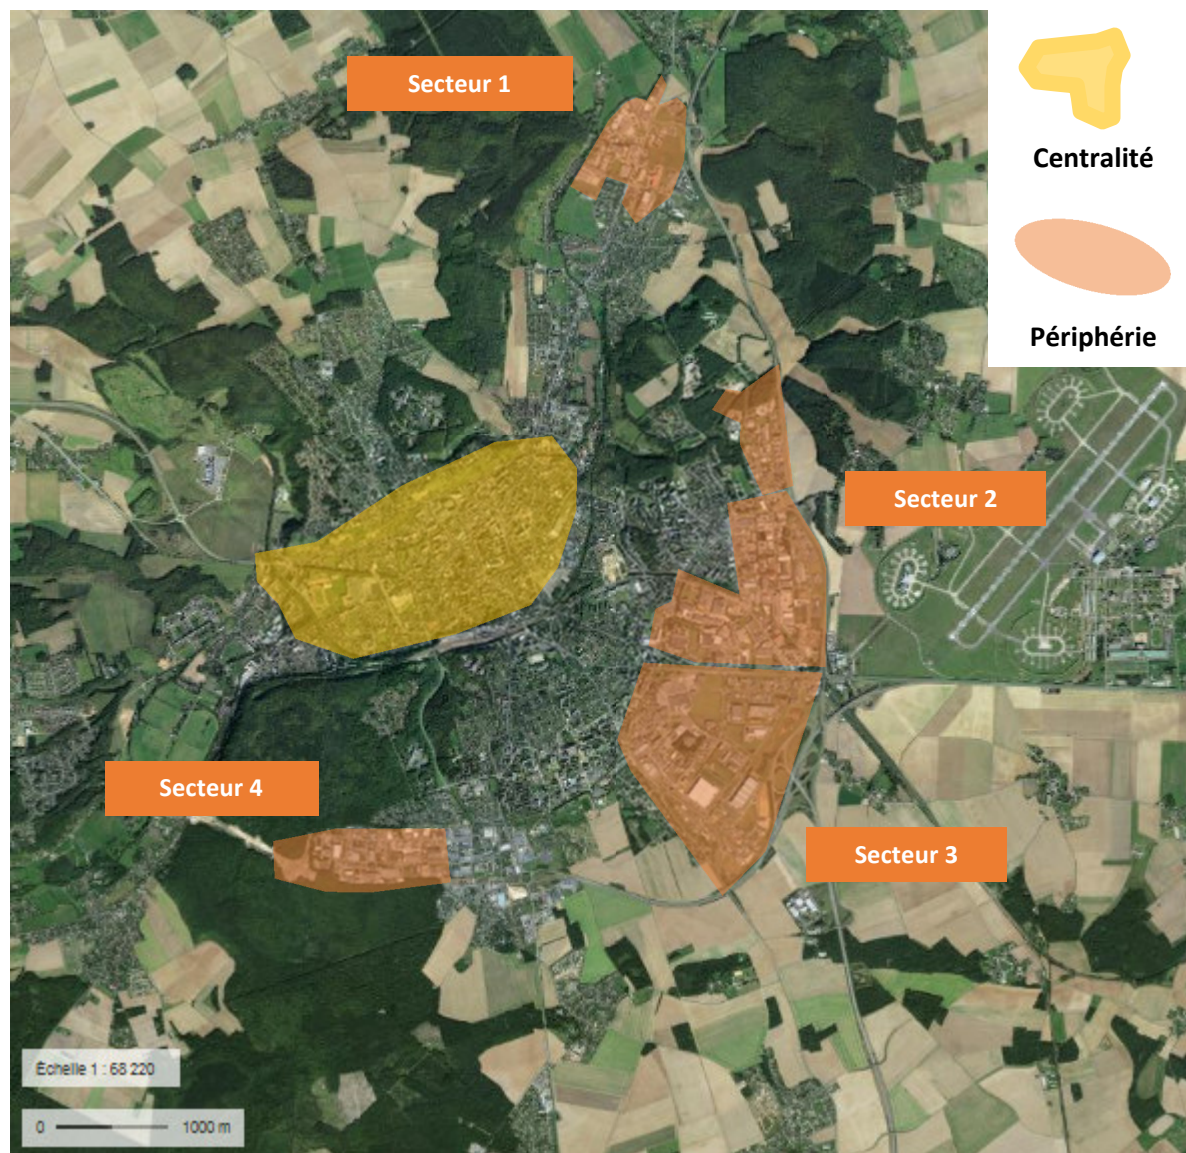 Secteur 1
Centralité
Périphérie
Secteur 2
Secteur 4
Secteur 3
Échelle 1 : 68 220
0 1000 m